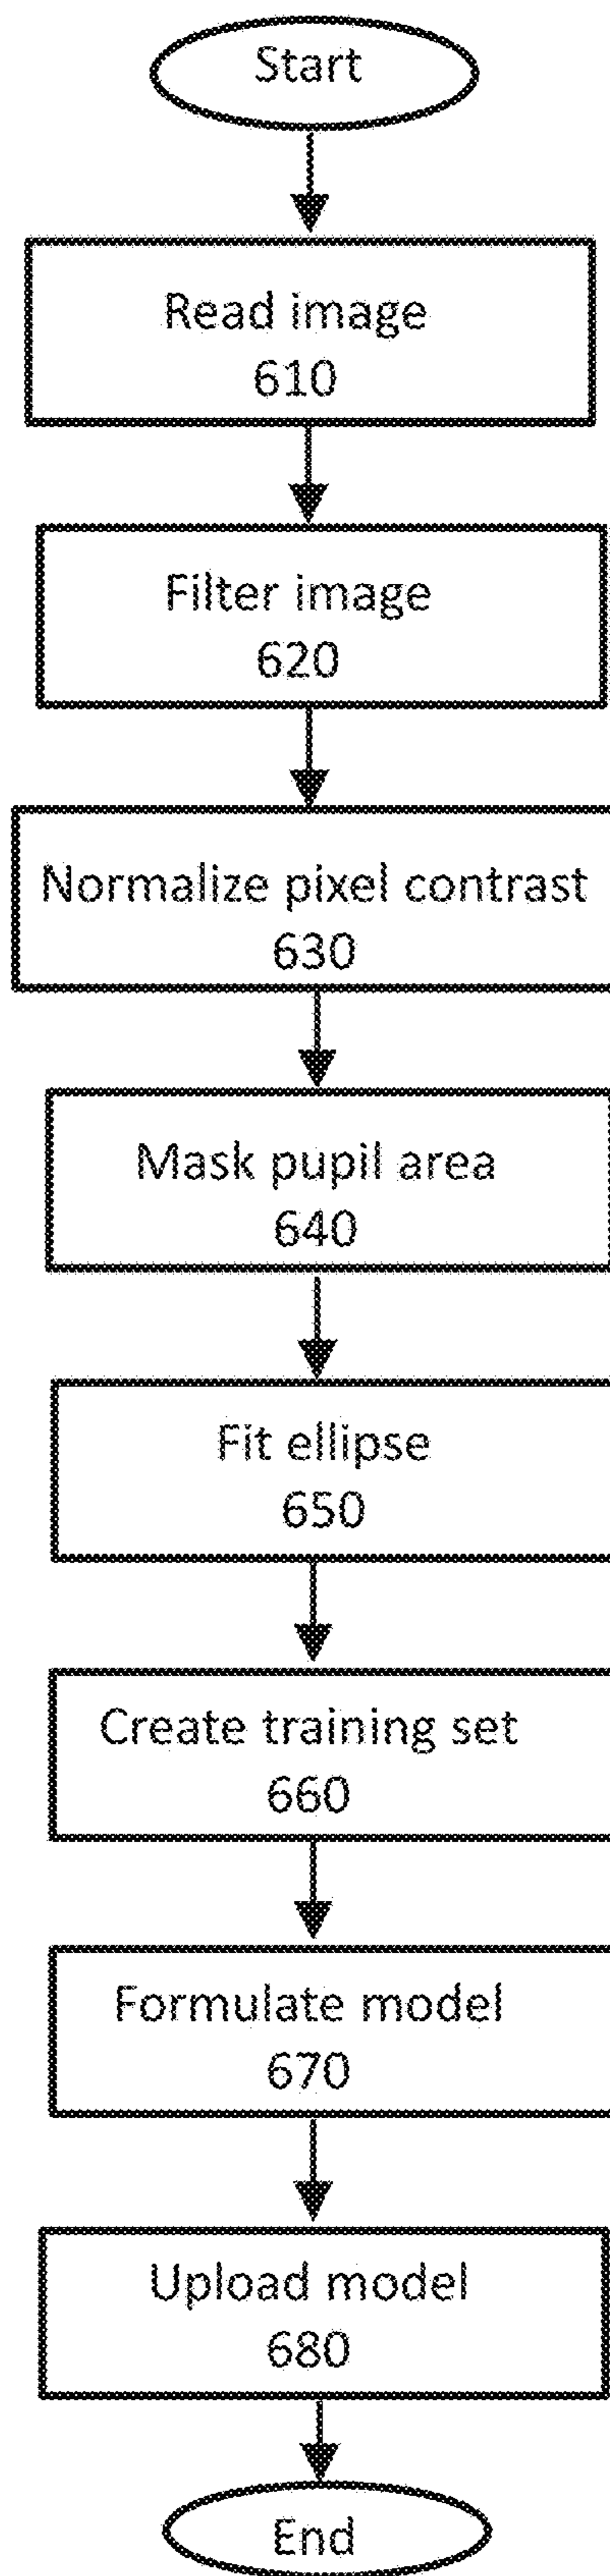 Start
Read image
610
Filter image
620
Normalize pixel contrast
630
Mask pupil area
640
Fit ellipse
650
Create training set
660
Formulate model
670
Upload model
680
End